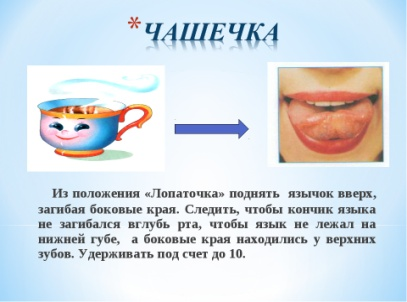 *ЧАШЕЧКА
Из положения «Лопаточка» поднять язычок вверх,
загибая боковые края. Следить, чтобы кончик языка
не загибался вглубь рта, чтобы язык не лежал на
нижней губе, а боковые края находились у верхних
зубов. Удерживать под счет до 10.